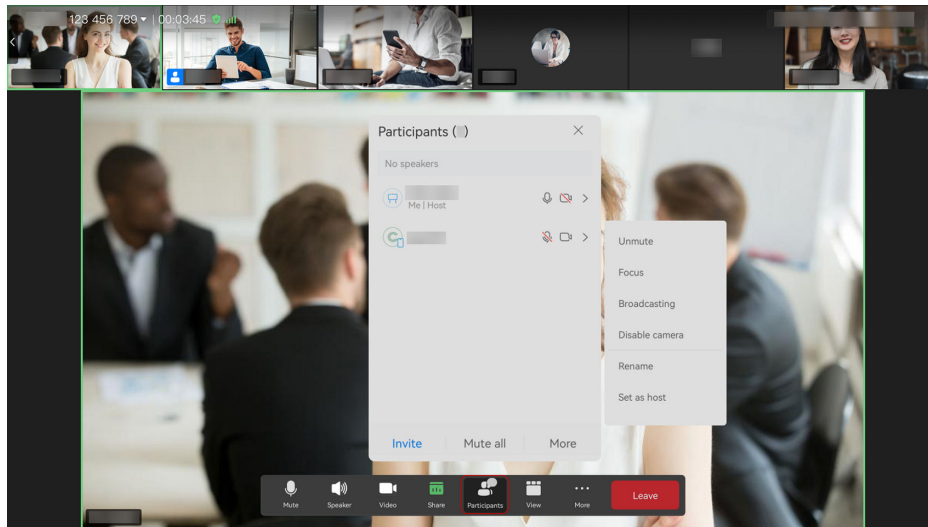 123 456 789 ▾ | 00:03:45
Participants ( )
No speakers
Me | Host
C
Unmute
Focus
Broadcasting
Disable camera
Rename
Set as host
Invite
Mute all
More
Mute
Speaker
Video
Share
Participants
View
More
Leave